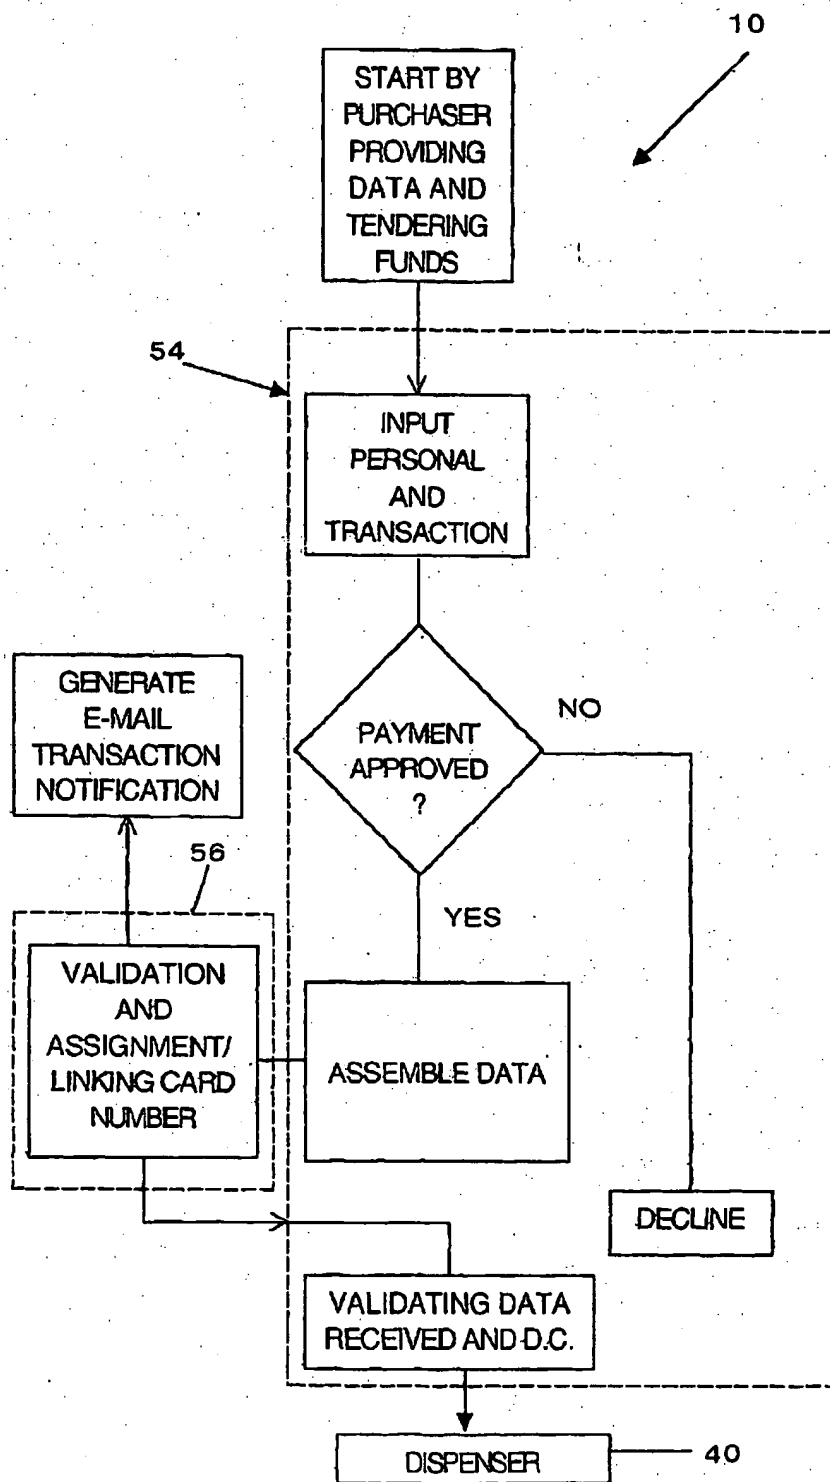 10
START BY
PURCHASER
PROVIDING
DATA AND
TENDERING
FUNDS
54
INPUT
PERSONAL
AND
TRANSACTION
GENERATE
E-MAIL
TRANSACTION
NOTIFICATION
PAYMENT
APPROVED
?
NO
56
YES
VALIDATION
AND
ASSIGNMENT/
LINKING CARD
NUMBER
ASSEMBLE DATA
DECLINE
VALIDATING DATA
RECEIVED AND D.C.
DISPENSER
40